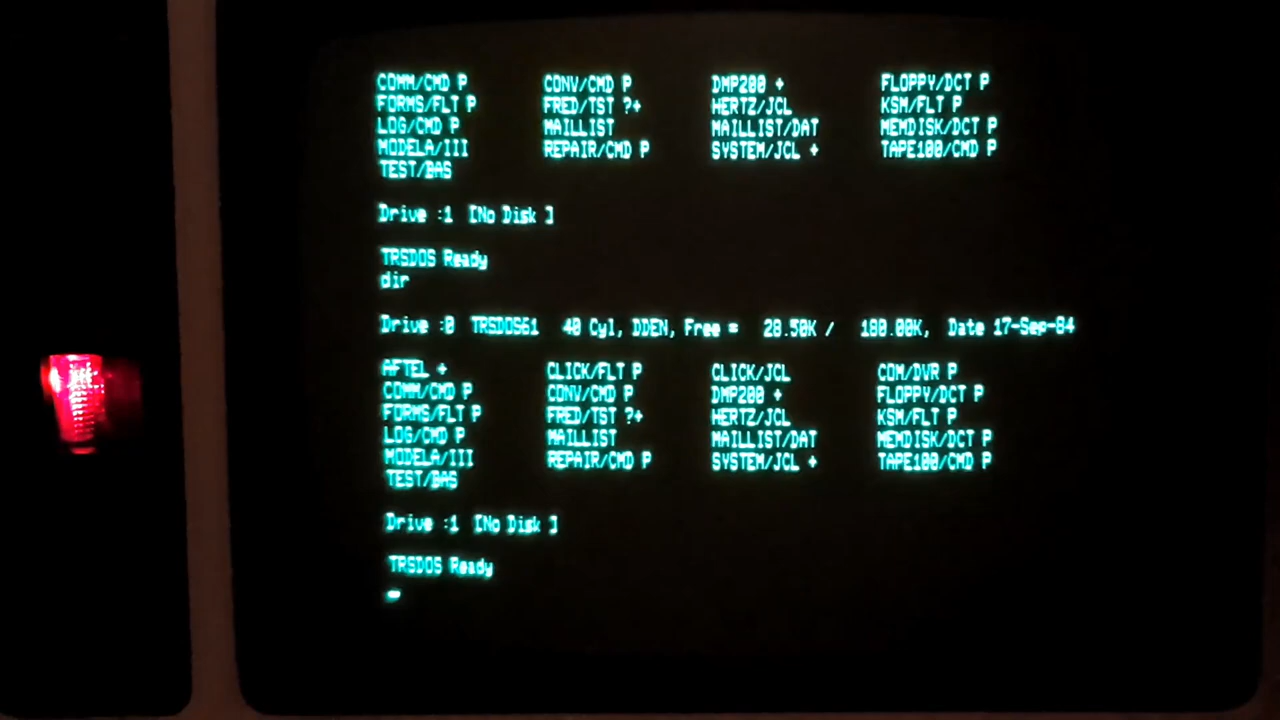 COMM/CMD P CONV/CMD P DMP200 + FLOPPY/DCT P
FORMS/FLT P FRED/TST ?+ HERTZ/JCL KSM/FLT P
LOG/CMD P MAILLIST MAILLIST/DAT MEMDISK/DCT P
MODELA/III REPAIR/CMD P SYSTEM/JCL + TAPE100/CMD P
TEST/BAS
Drive :1 [No Disk ]
TRSDOS Ready
dir
Drive :0 TRSDOS61 40 Cyl, DDEN, Free = 28.50K / 180.00K, Date 17-Sep-84
AFTEL + CLICK/FLT P CLICK/JCL COM/DVR P
COMM/CMD P CONV/CMD P DMP200 + FLOPPY/DCT P
FORMS/FLT P FRED/TST ?+ HERTZ/JCL KSM/FLT P
LOG/CMD P MAILLIST MAILLIST/DAT MEMDISK/DCT P
MODELA/III REPAIR/CMD P SYSTEM/JCL + TAPE100/CMD P
TEST/BAS
Drive :1 [No Disk ]
TRSDOS Ready